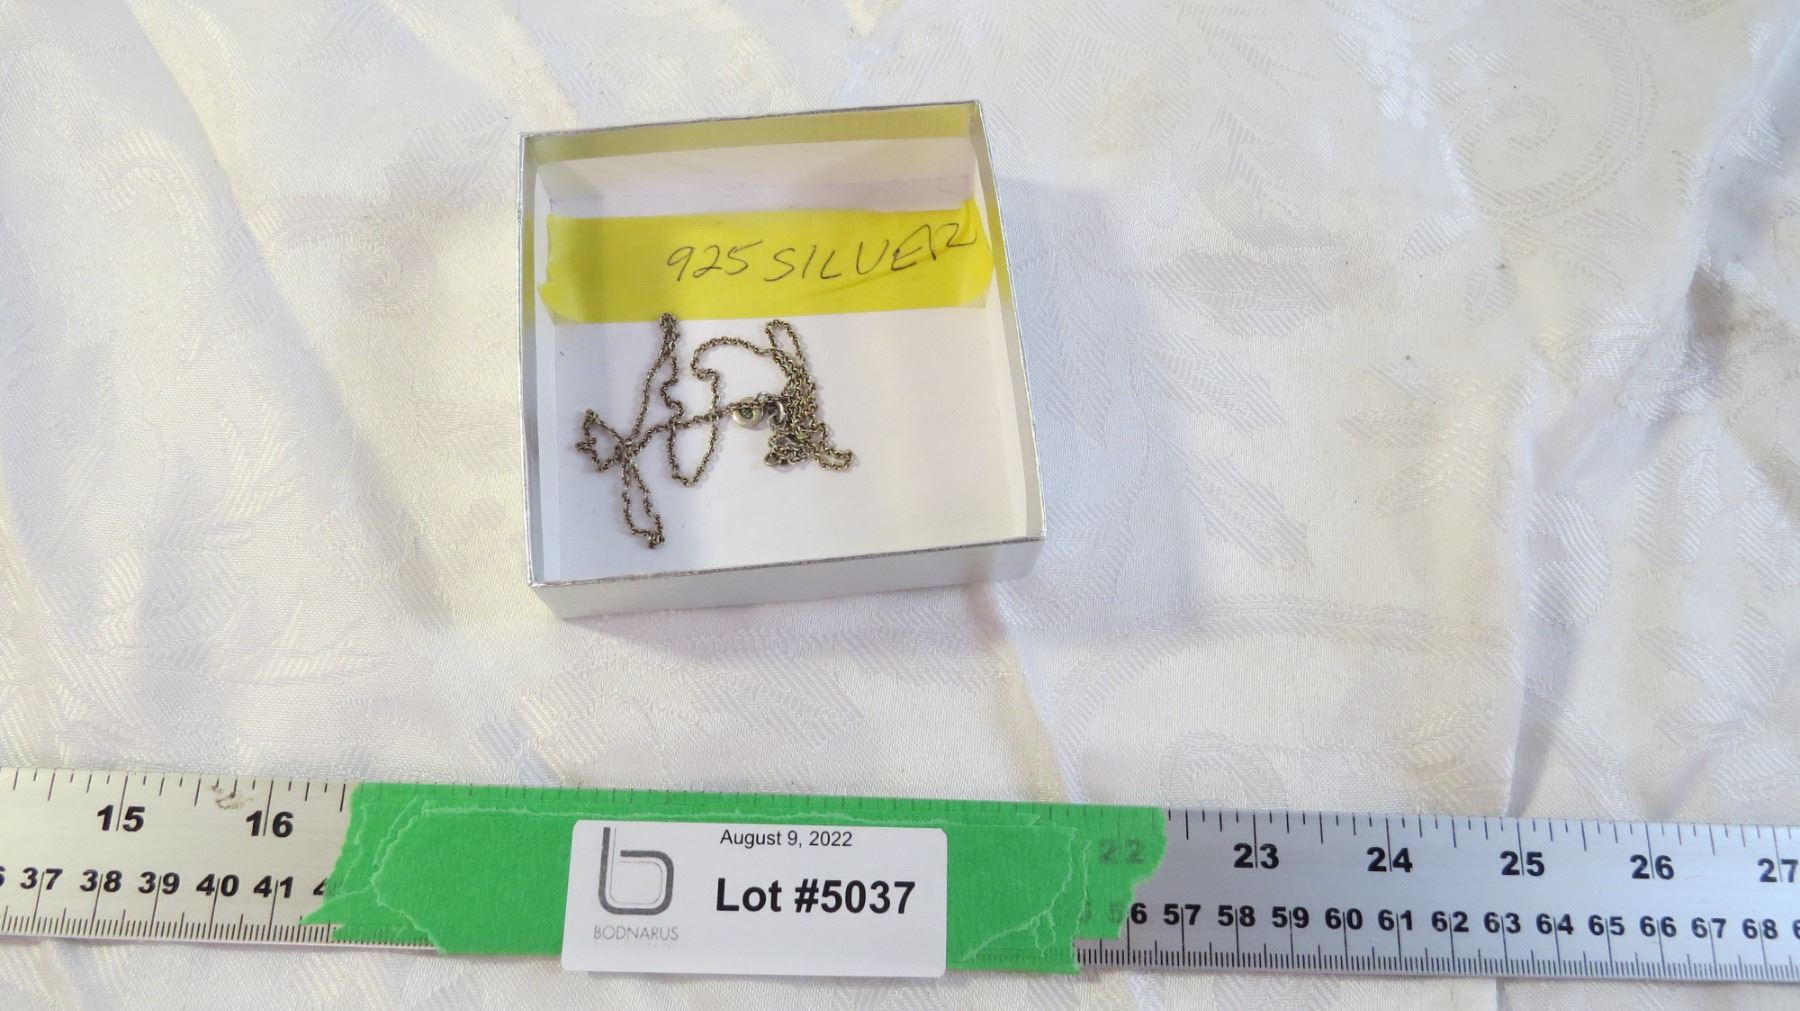 925 SILVER
15 16 22 23 24 25 26 27
37 38 39 40 41 56 57 58 59 60 61 62 63 64 65 66 67 68
August 9, 2022
Lot #5037
BODNARUS